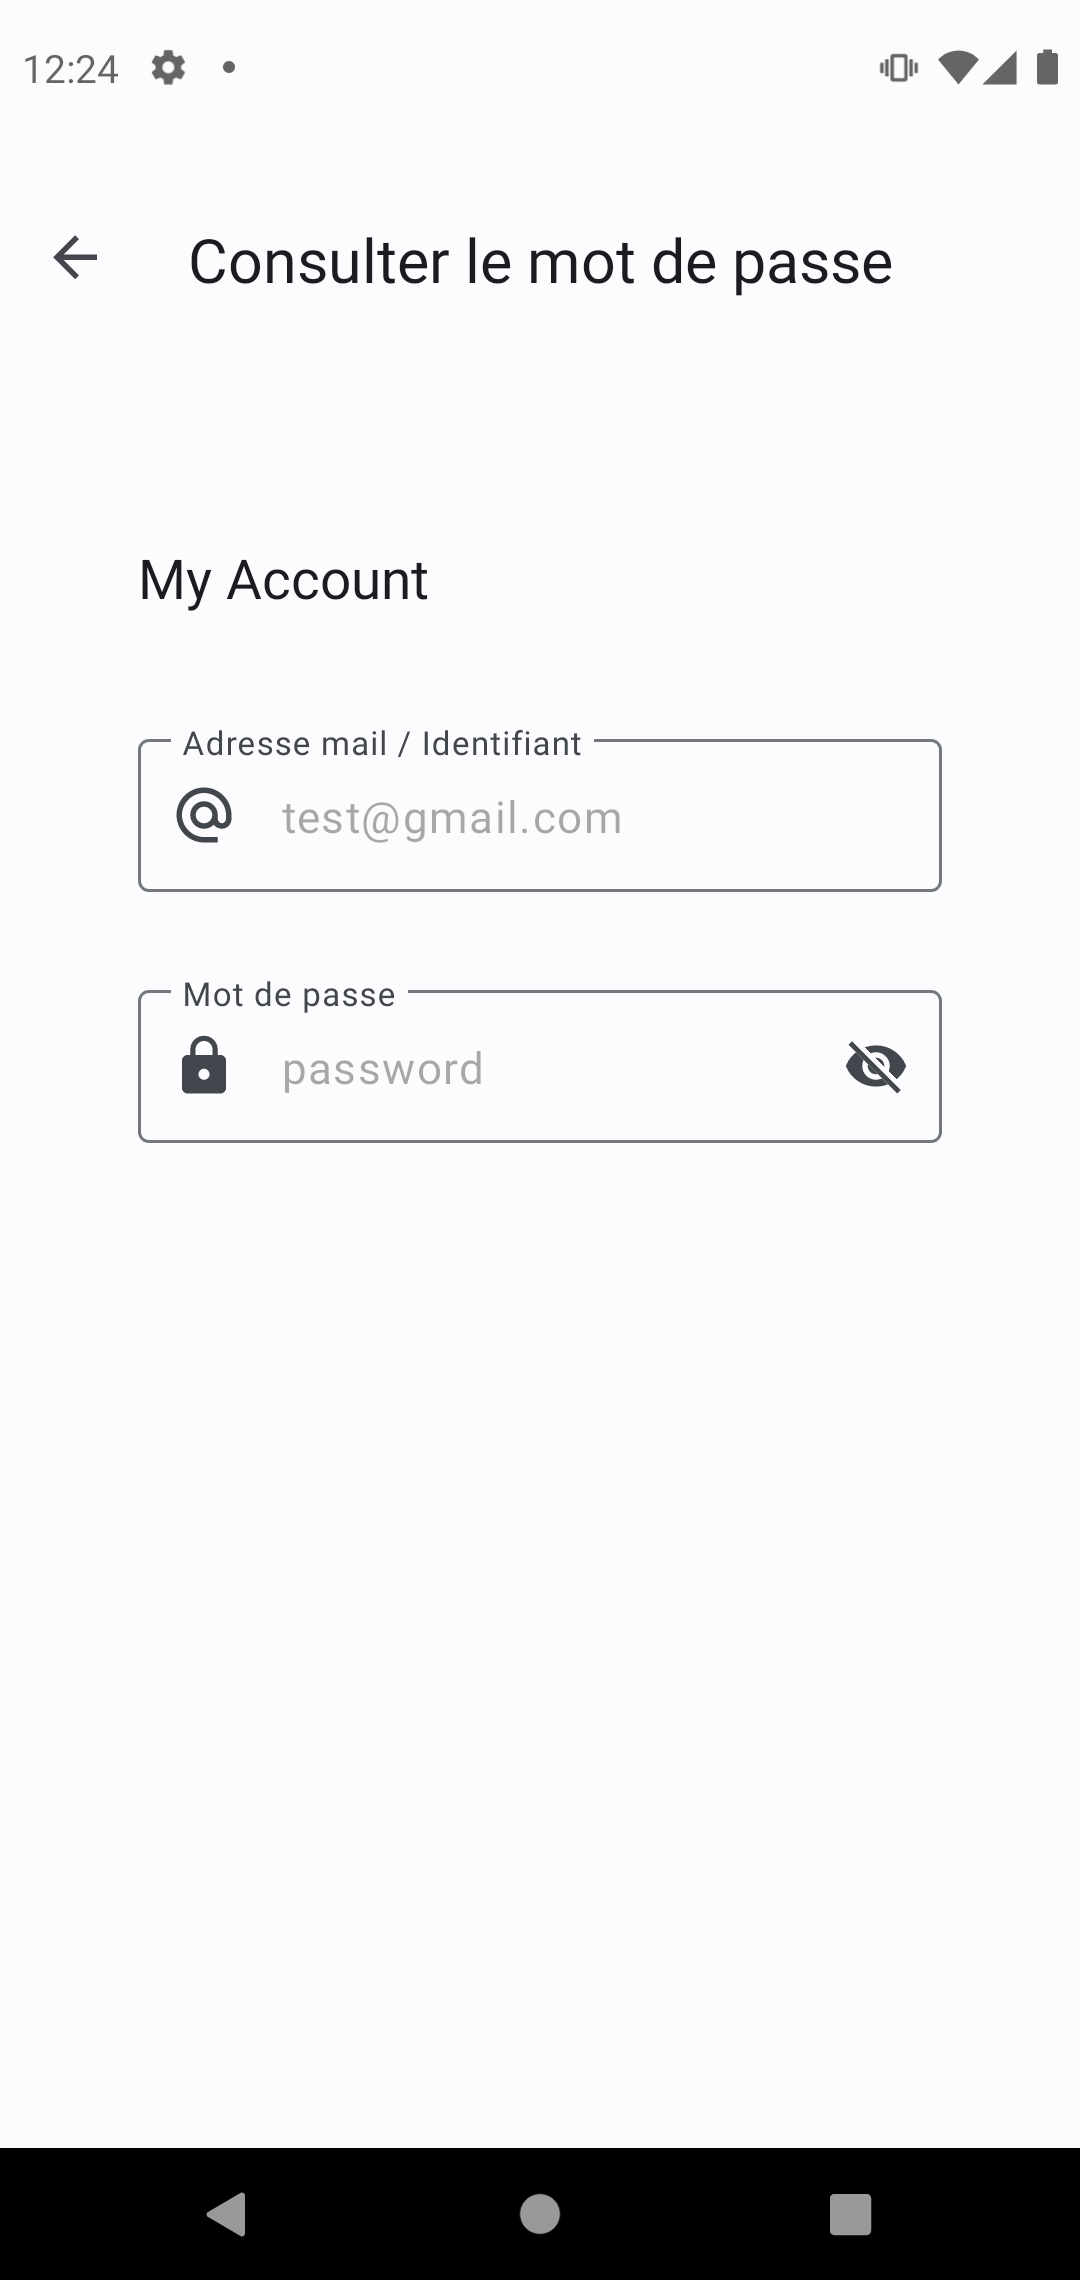 12:24
Consulter le mot de passe
My Account
Adresse mail / Identifiant
test@gmail.com
Mot de passe
password